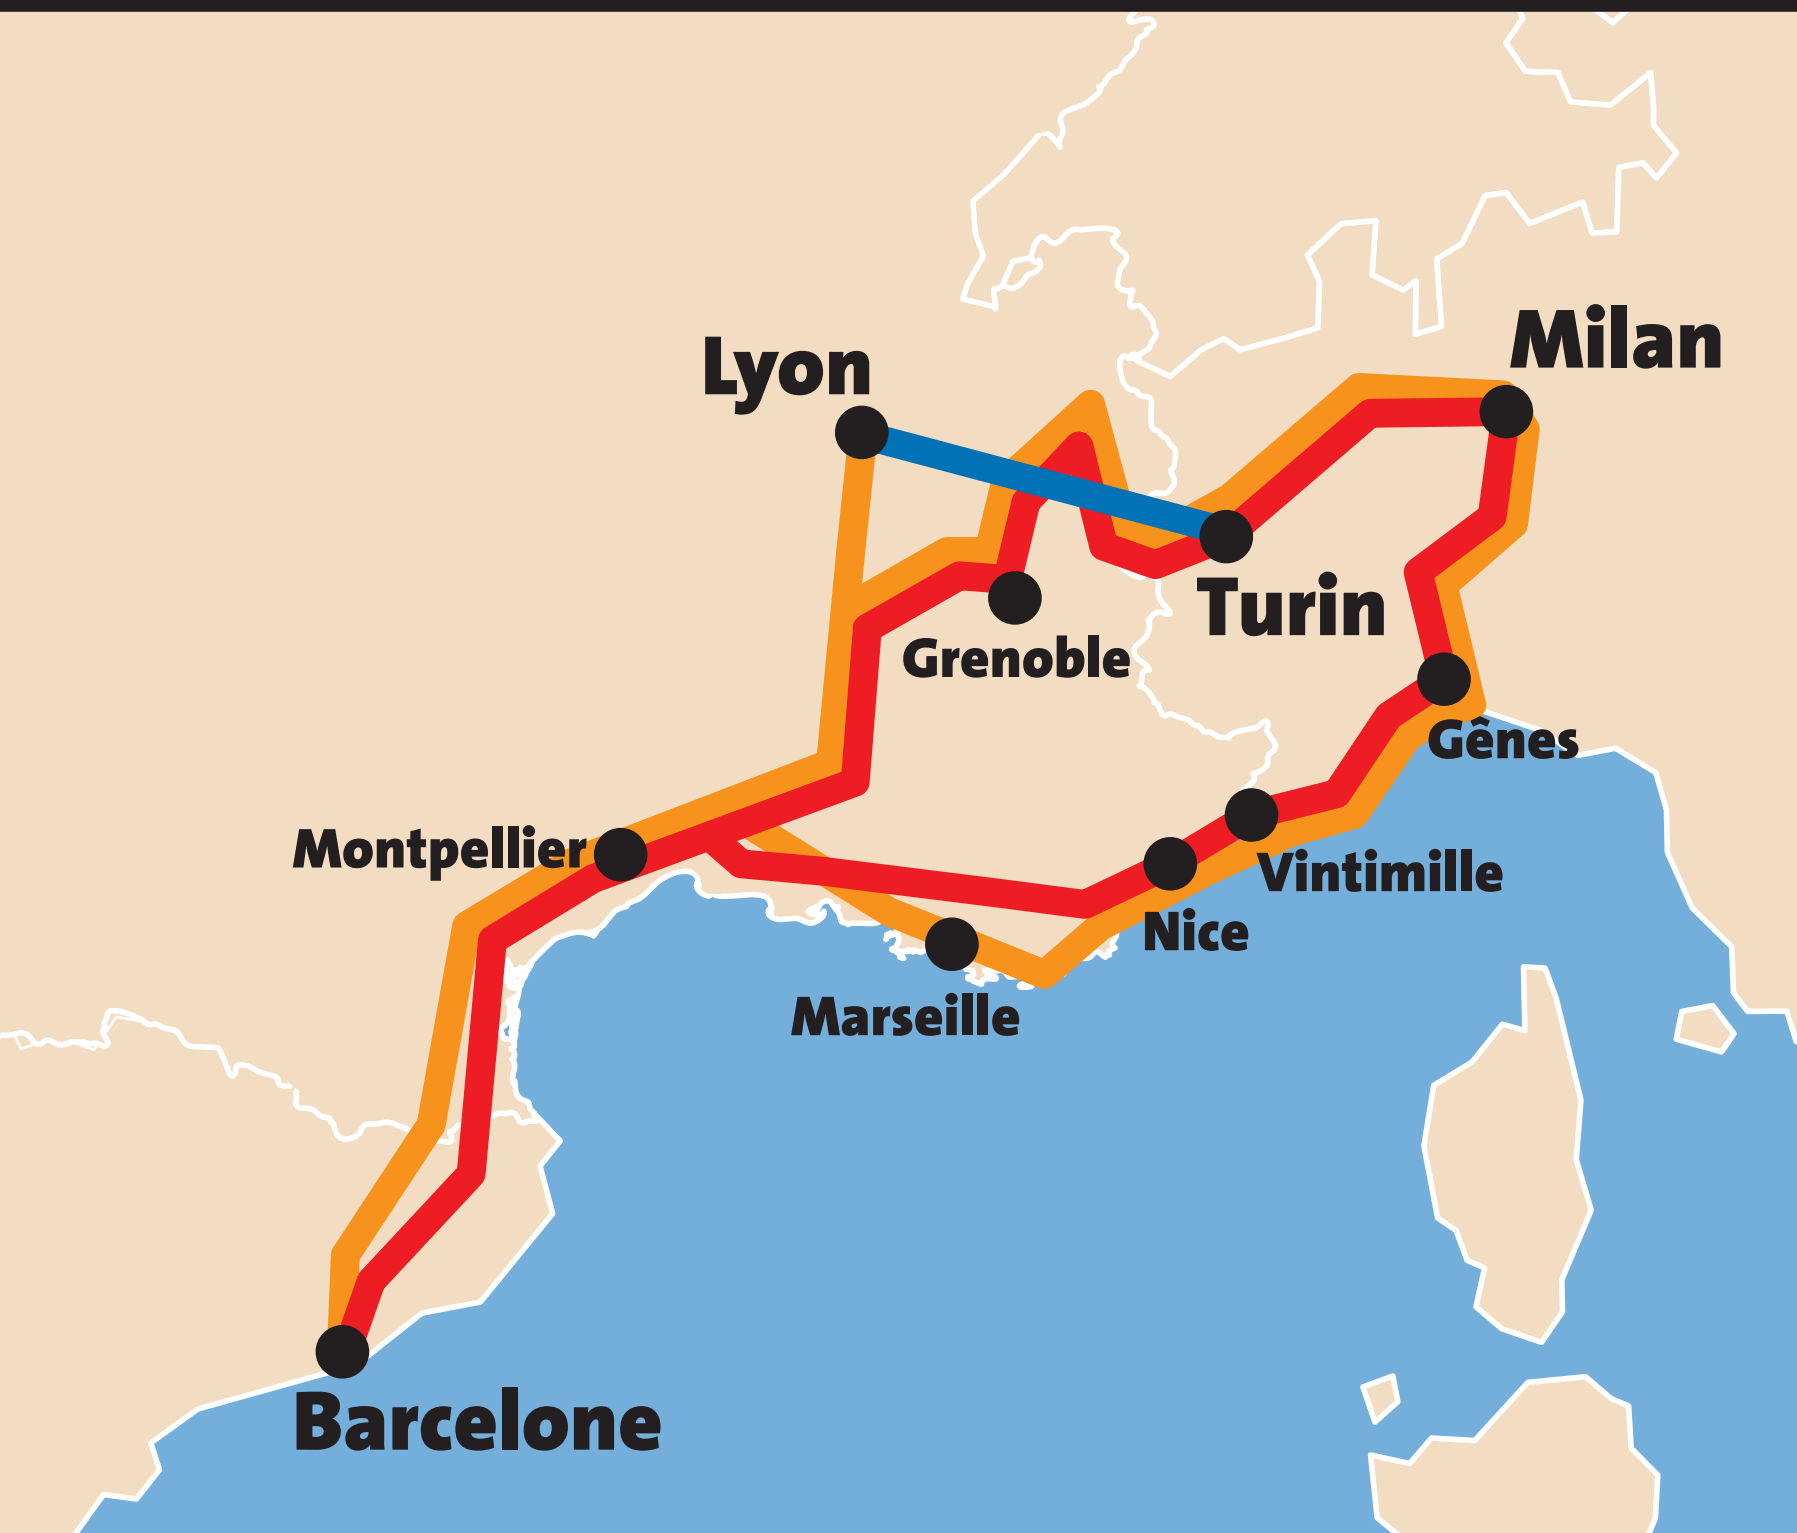 Milan
Lyon
Turin
Grenoble
Gênes
Montpellier
Vintimille
Nice
Marseille
Barcelone